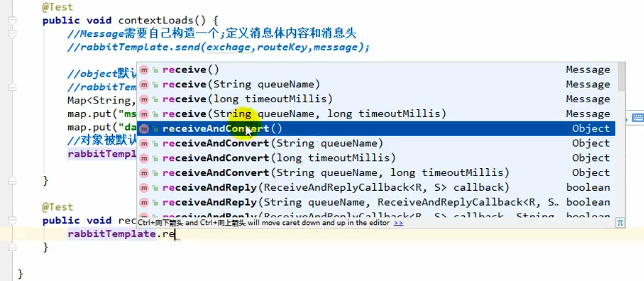 @Test
public void contextLoads() {
//Message需要自己构造一个;定义消息体内容和消息头
//rabbitTemplate.send(exchage,routeKey,message);
//object默认
//rabbitTemp
Map<String,
map.put("ms
map.put("da
//对象被默认
rabbitTempl
}
m receive() Message
m receive(String queueName) Message
m receive(long timeoutMillis) Message
m receive(String queueName, long timeoutMillis) Message
m receiveAndConvert() Object
m receiveAndConvert(String queueName) Object
m receiveAndConvert(long timeoutMillis) Object
m receiveAndConvert(String queueName, long timeoutMillis) Object
m receiveAndReply(ReceiveAndReplyCallback<R, S> callback) boolean
m receiveAndReply(String queueName, ReceiveAndReplyCallback<R, S… boolean
m receiveAndReply(ReceiveAndReplyCallback<R, S> callback, String boolean
Ctrl+向下箭头 and Ctrl+向上箭头 will move caret down and up in the editor >> π
@Test
public void rec
rabbitTemplate.re
}
}